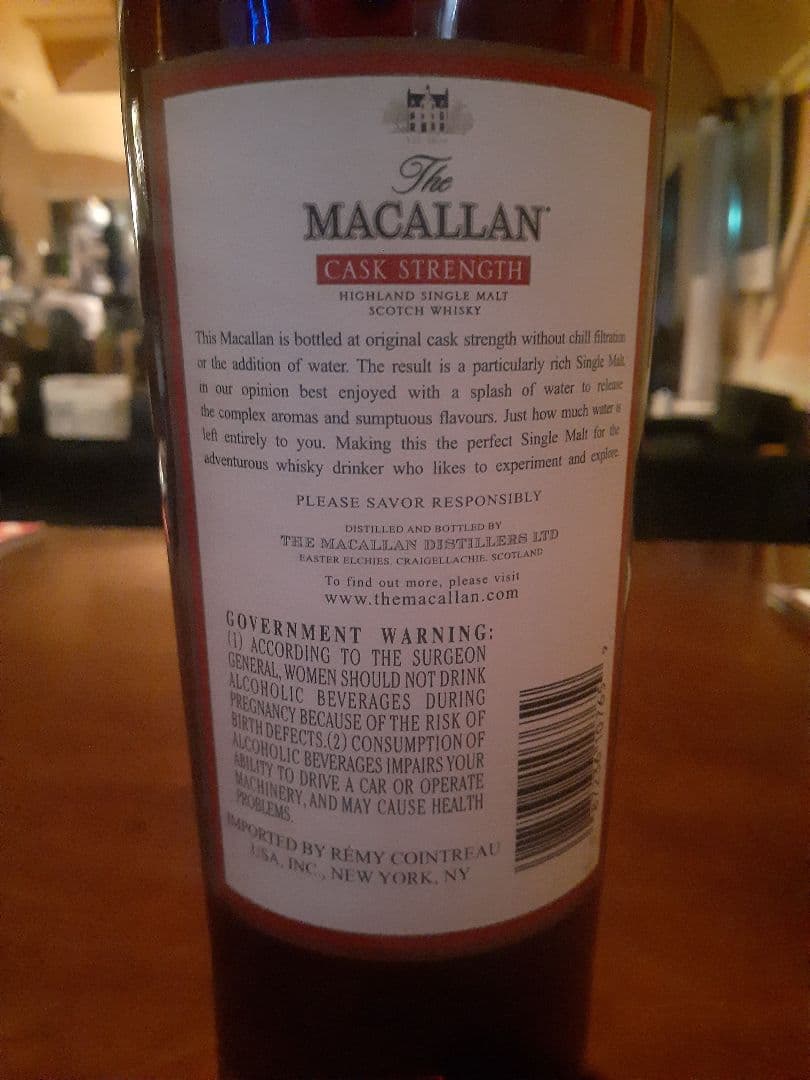 The
MACALLAN
CASK STRENGTH
HIGHLAND SINGLE MALT
SCOTCH WHISKY
This Macallan is bottled at original cask strength without chill filtration
or the addition of water. The result is a particularly rich Single Malt,
in our opinion best enjoyed with a splash of water to release
the complex aromas and sumptuous flavours. Just how much water is
left entirely to you. Making this the perfect Single Malt for the
adventurous whisky drinker who likes to experiment and explore.
PLEASE SAVOR RESPONSIBLY
DISTILLED AND BOTTLED BY
THE MACALLAN DISTILLERS LTD
EASTER ELCHIES, CRAIGELLACHIE, SCOTLAND
To find out more, please visit
www.themacallan.com
GOVERNMENT WARNING:
(1) ACCORDING TO THE SURGEON
GENERAL, WOMEN SHOULD NOT DRINK
ALCOHOLIC BEVERAGES DURING
PREGNANCY BECAUSE OF THE RISK OF
BIRTH DEFECTS.(2) CONSUMPTION OF
ALCOHOLIC BEVERAGES IMPAIRS YOUR
ABILITY TO DRIVE A CAR OR OPERATE
MACHINERY, AND MAY CAUSE HEALTH
PROBLEMS.
IMPORTED BY RÉMY COINTREAU
USA, INC., NEW YORK, NY